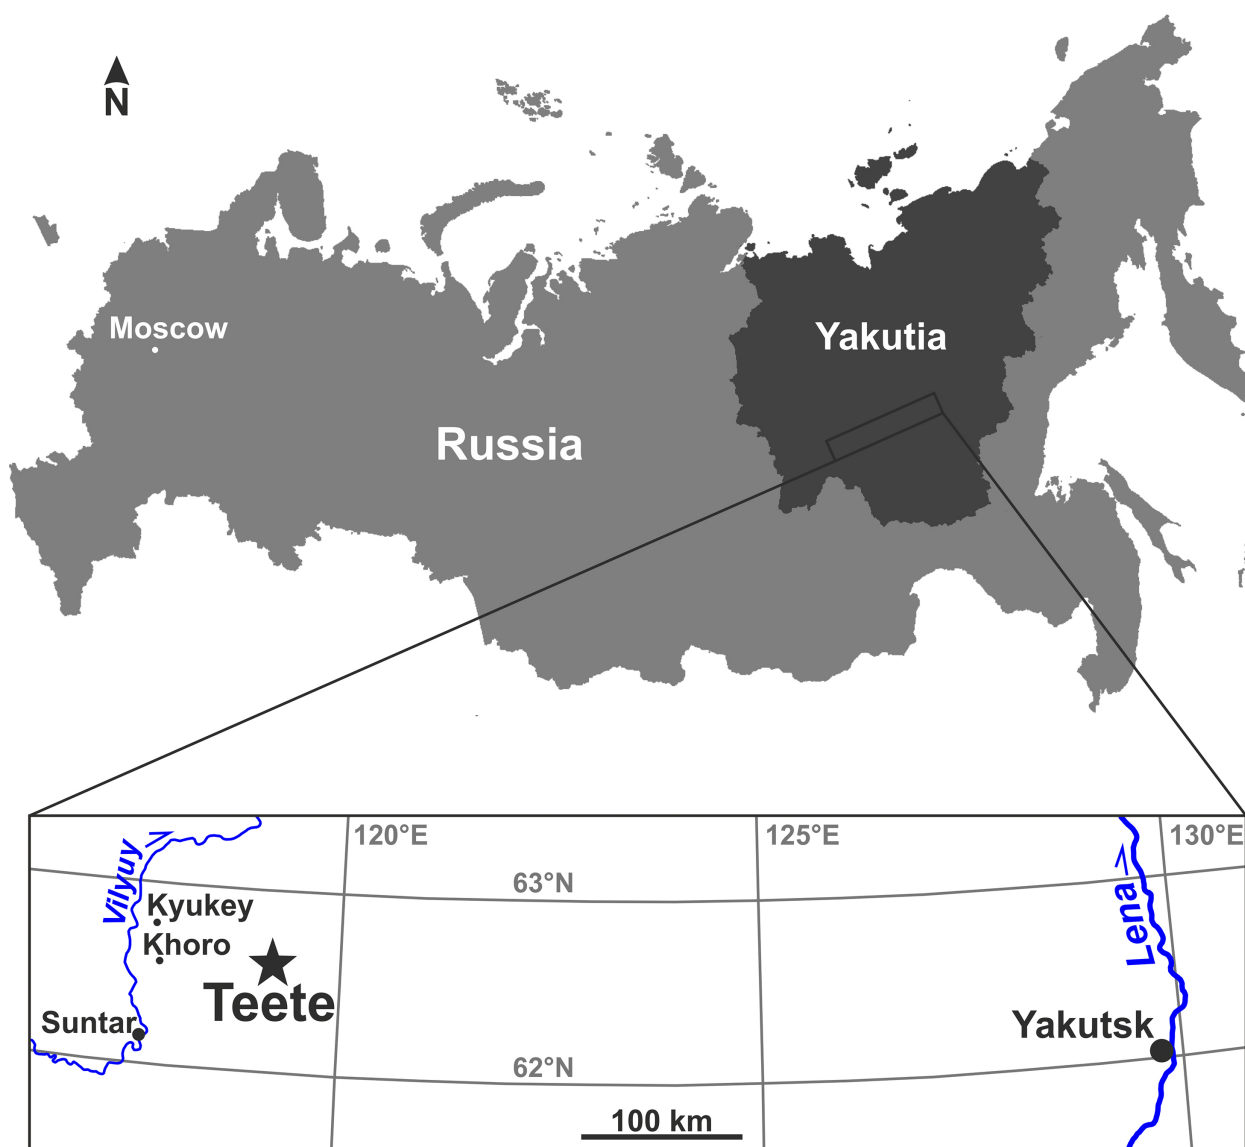 N
Moscow
Yakutia
Russia
120°E
125°E
130°E
Vilyuy
63°N
Kyukey
Khoro
Lena
Teete
Suntar
Yakutsk
62°N
100 km